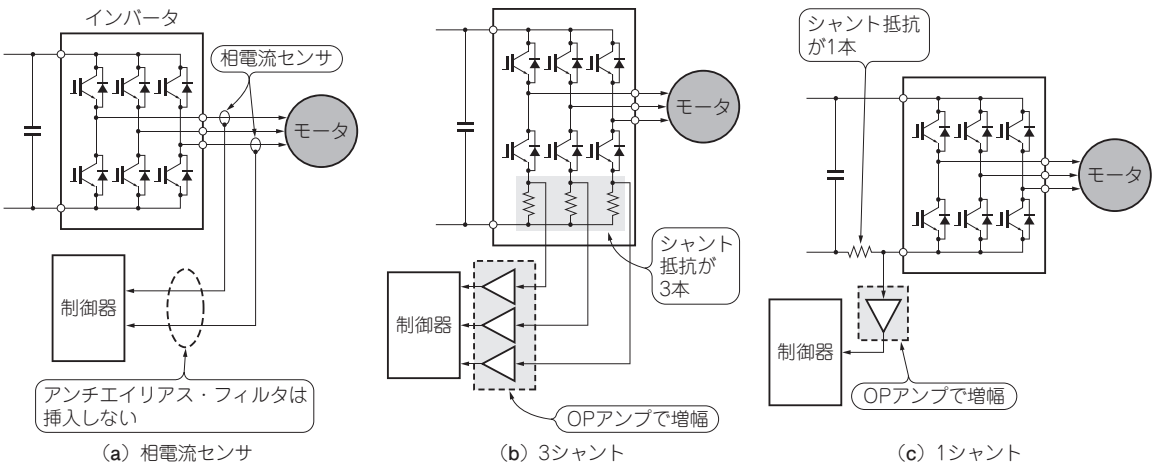 インバータ
相電流センサ
モータ
制御器
アンチエイリアス・フィルタは
挿入しない
（a）相電流センサ
モータ
シャント
抵抗が
3本
制御器
OPアンプで増幅
（b）3シャント
シャント抵抗
が1本
モータ
制御器
OPアンプで増幅
（c）1シャント